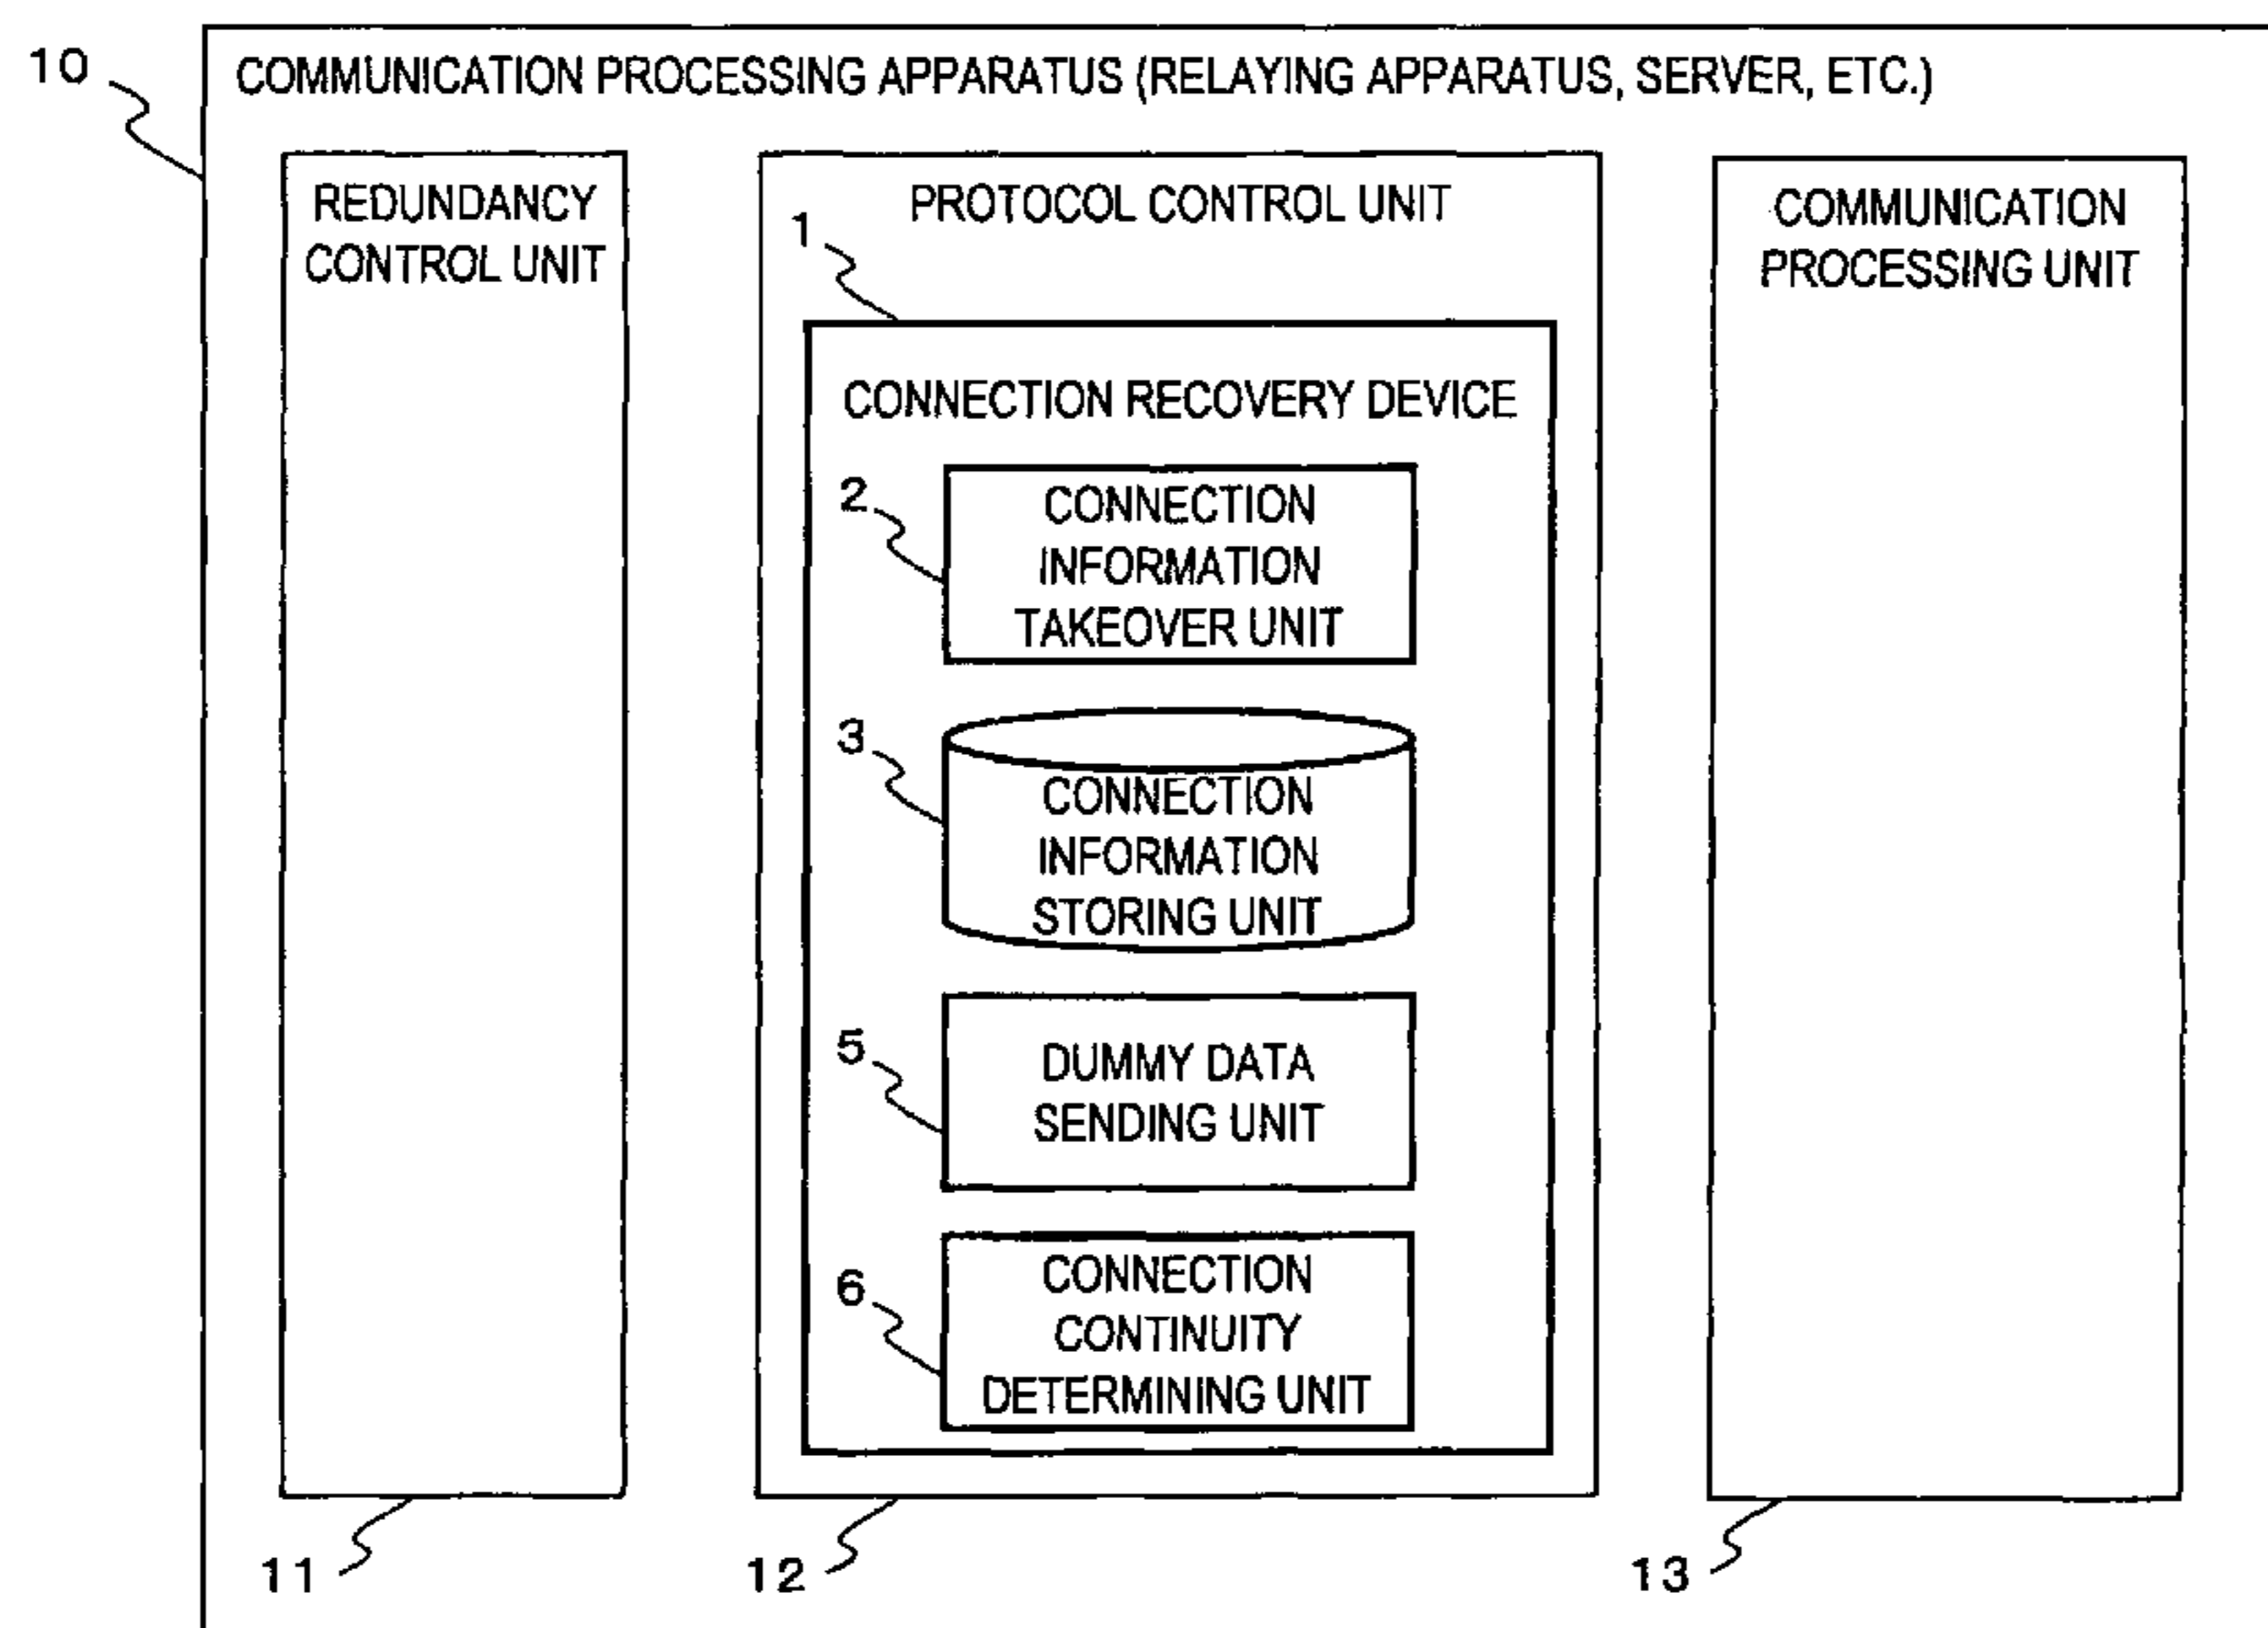 10
COMMUNICATION PROCESSING APPARATUS (RELAYING APPARATUS, SERVER, ETC.)
REDUNDANCY
CONTROL UNIT
11
PROTOCOL CONTROL UNIT
1
CONNECTION RECOVERY DEVICE
2
CONNECTION
INFORMATION
TAKEOVER UNIT
3
CONNECTION
INFORMATION
STORING UNIT
5
DUMMY DATA
SENDING UNIT
6
CONNECTION
CONTINUITY
DETERMINING UNIT
12
COMMUNICATION
PROCESSING UNIT
13